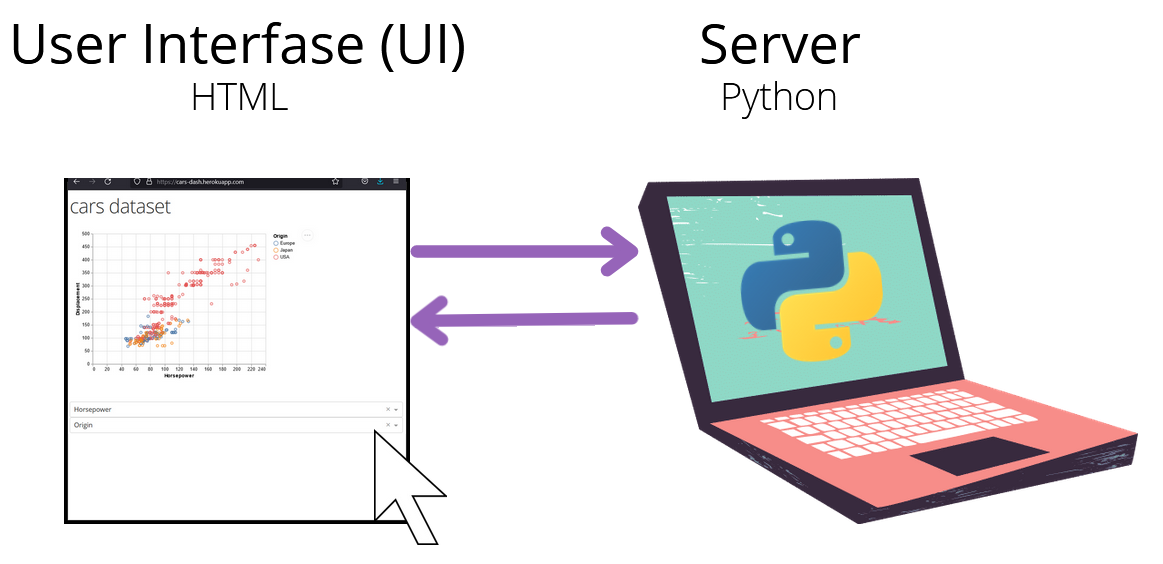 User Interfase (UI)
HTML
Server
Python
https://cars-dash.herokuapp.com
cars dataset
Origin
Europe
Japan
USA
500
450
400
350
300
250
200
150
100
50
0
Displacement
0 20 40 60 80 100 120 140 160 180 200 220 240
Horsepower
Horsepower
Origin